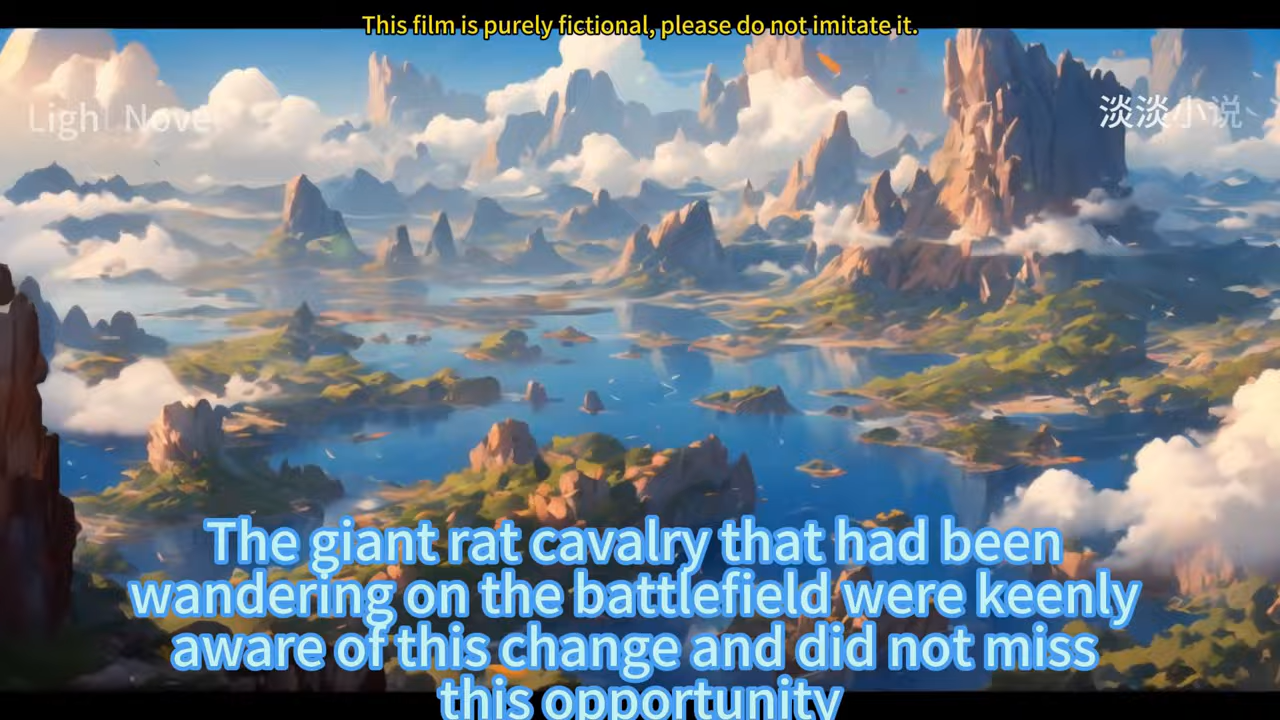 This film is purely fictional, please do not imitate it.
Light Novel
淡淡小说
The giant rat cavalry that had been
wandering on the battlefield were keenly
aware of this change and did not miss
this opportunity